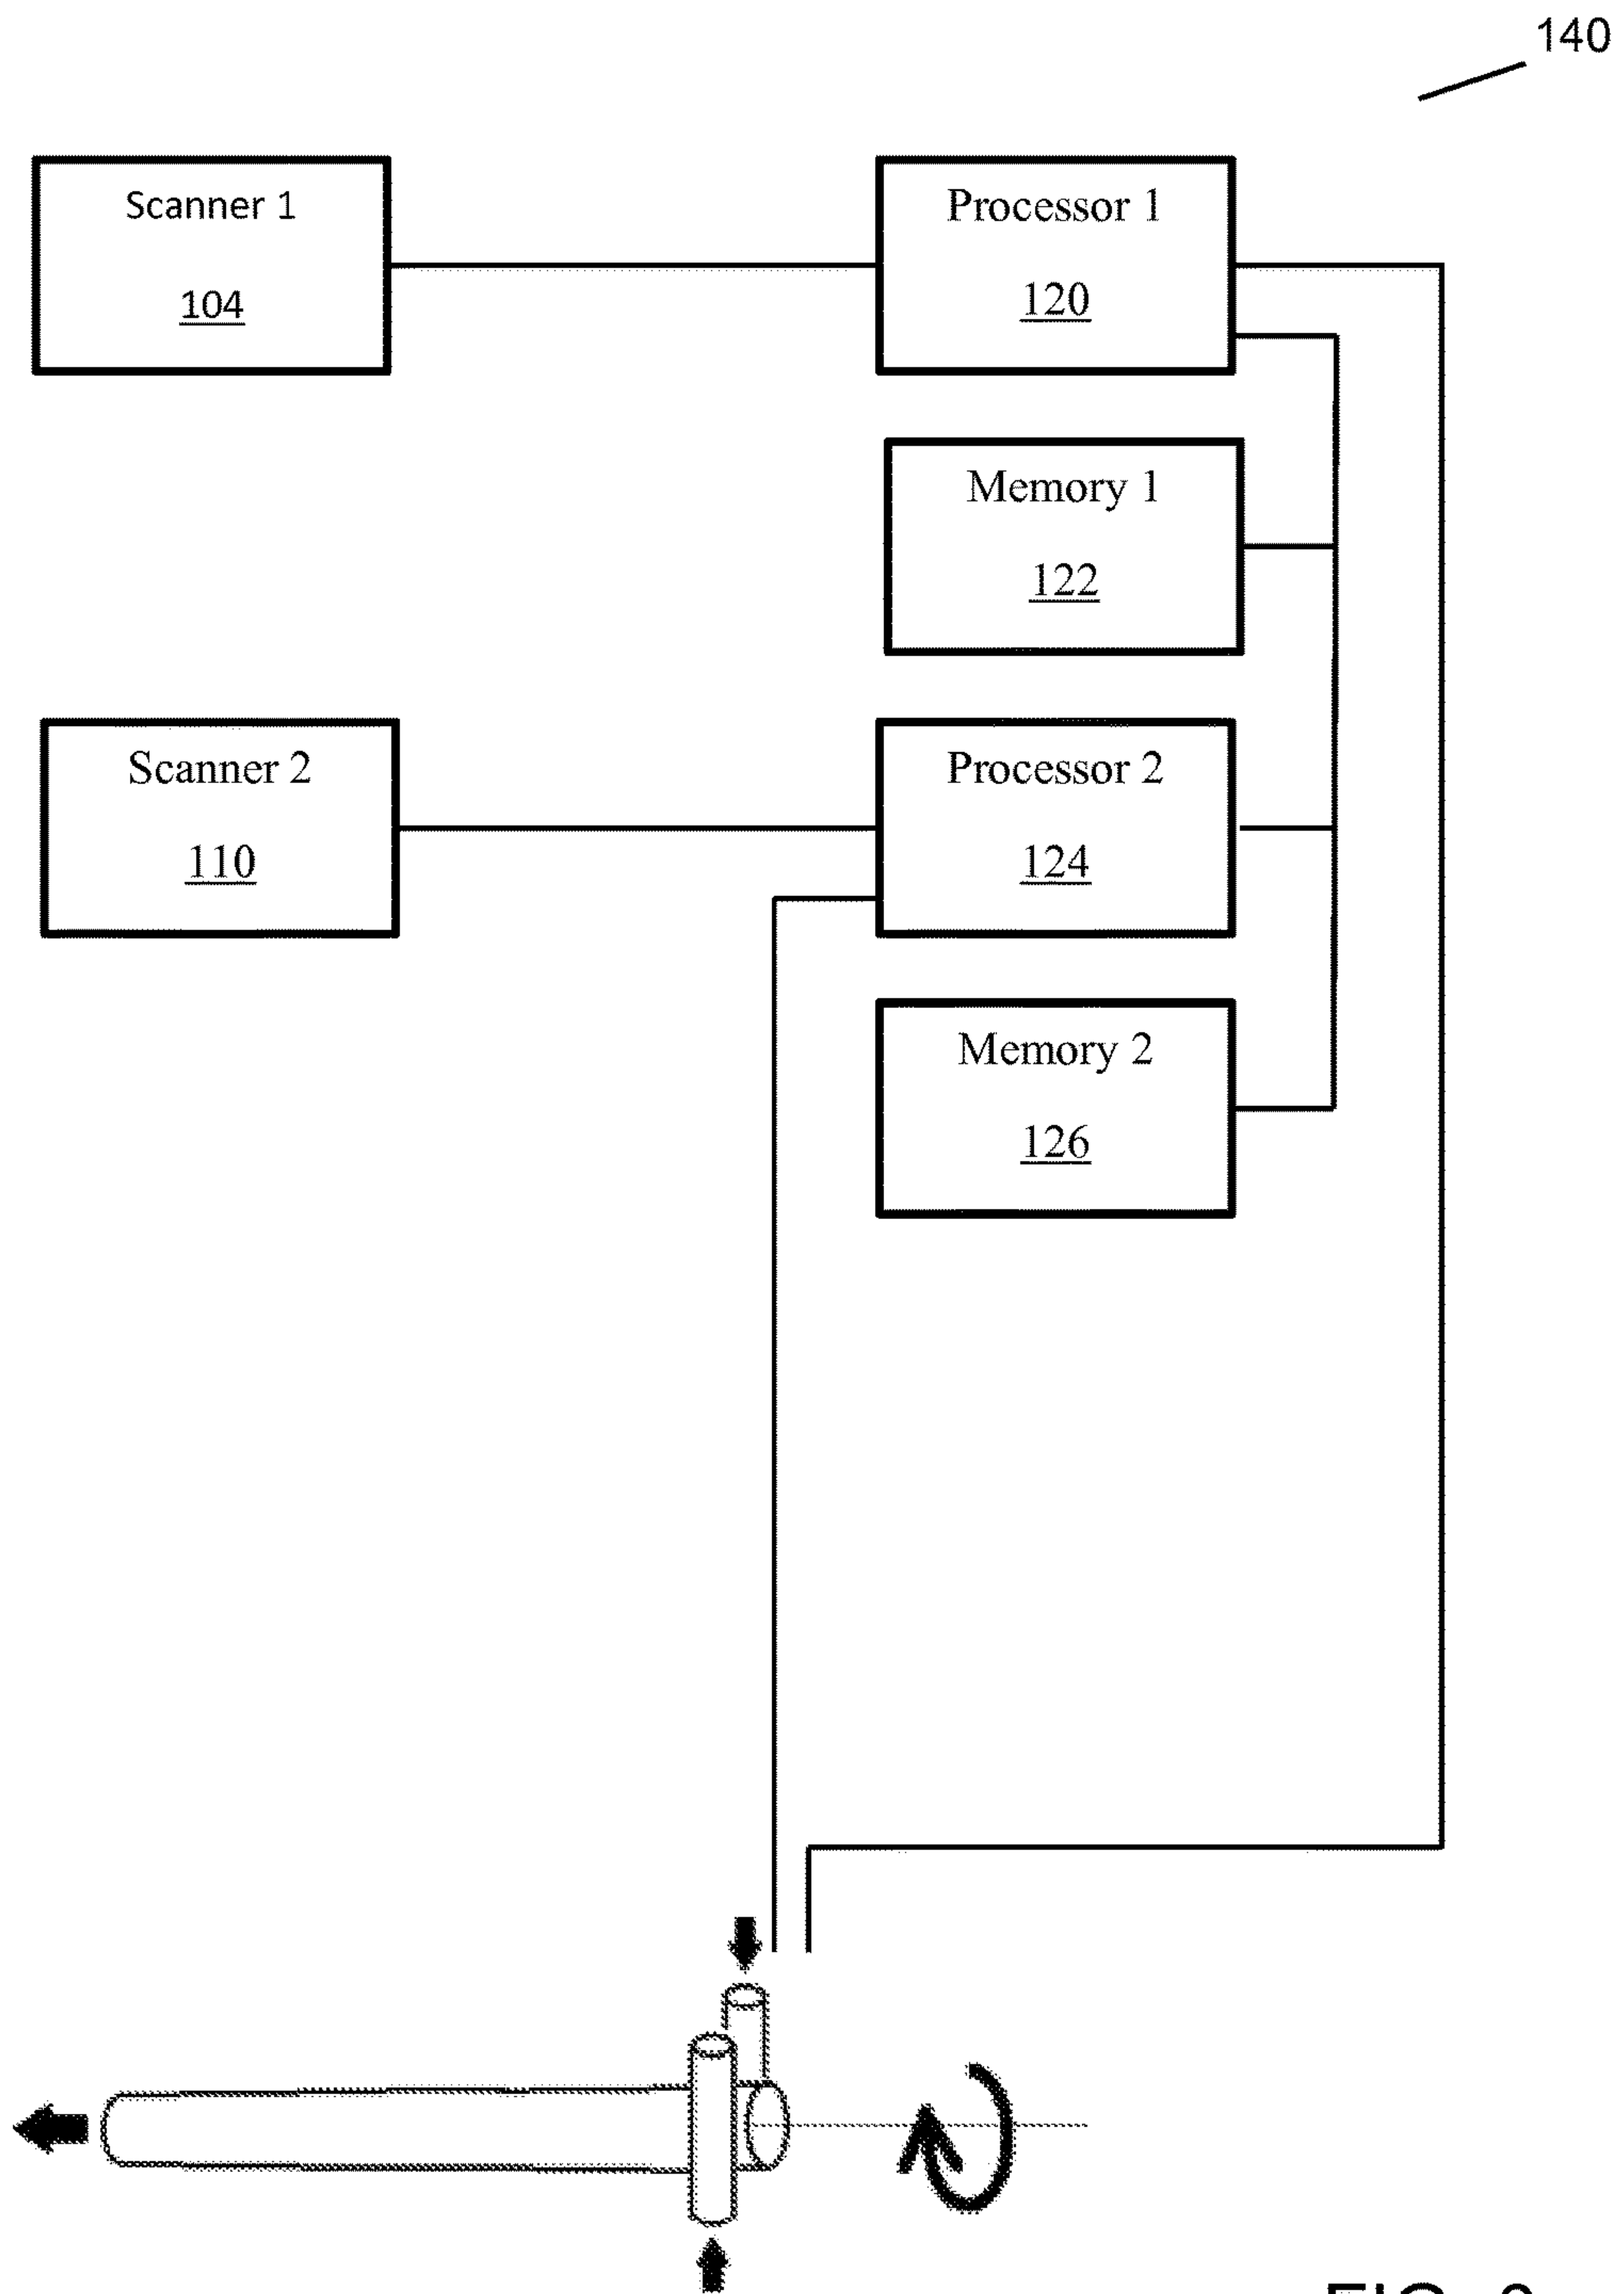 140
Scanner 1
104
Processor 1
120
Memory 1
122
Scanner 2
110
Processor 2
124
Memory 2
126